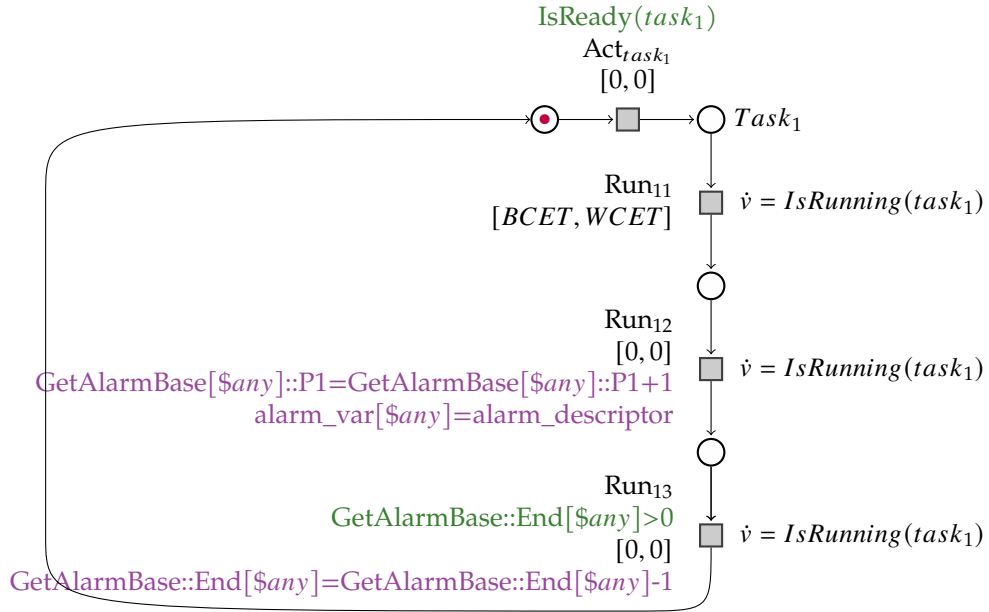 IsReady(task₁)
Act_task₁
[0, 0]
Task₁
Run₁₁
[BCET, WCET]
v̇ = IsRunning(task₁)
Run₁₂
[0, 0]
v̇ = IsRunning(task₁)
GetAlarmBase[$any]::P1=GetAlarmBase[$any]::P1+1
alarm_var[$any]=alarm_descriptor
Run₁₃
GetAlarmBase::End[$any]>0
v̇ = IsRunning(task₁)
[0, 0]
GetAlarmBase::End[$any]=GetAlarmBase::End[$any]-1